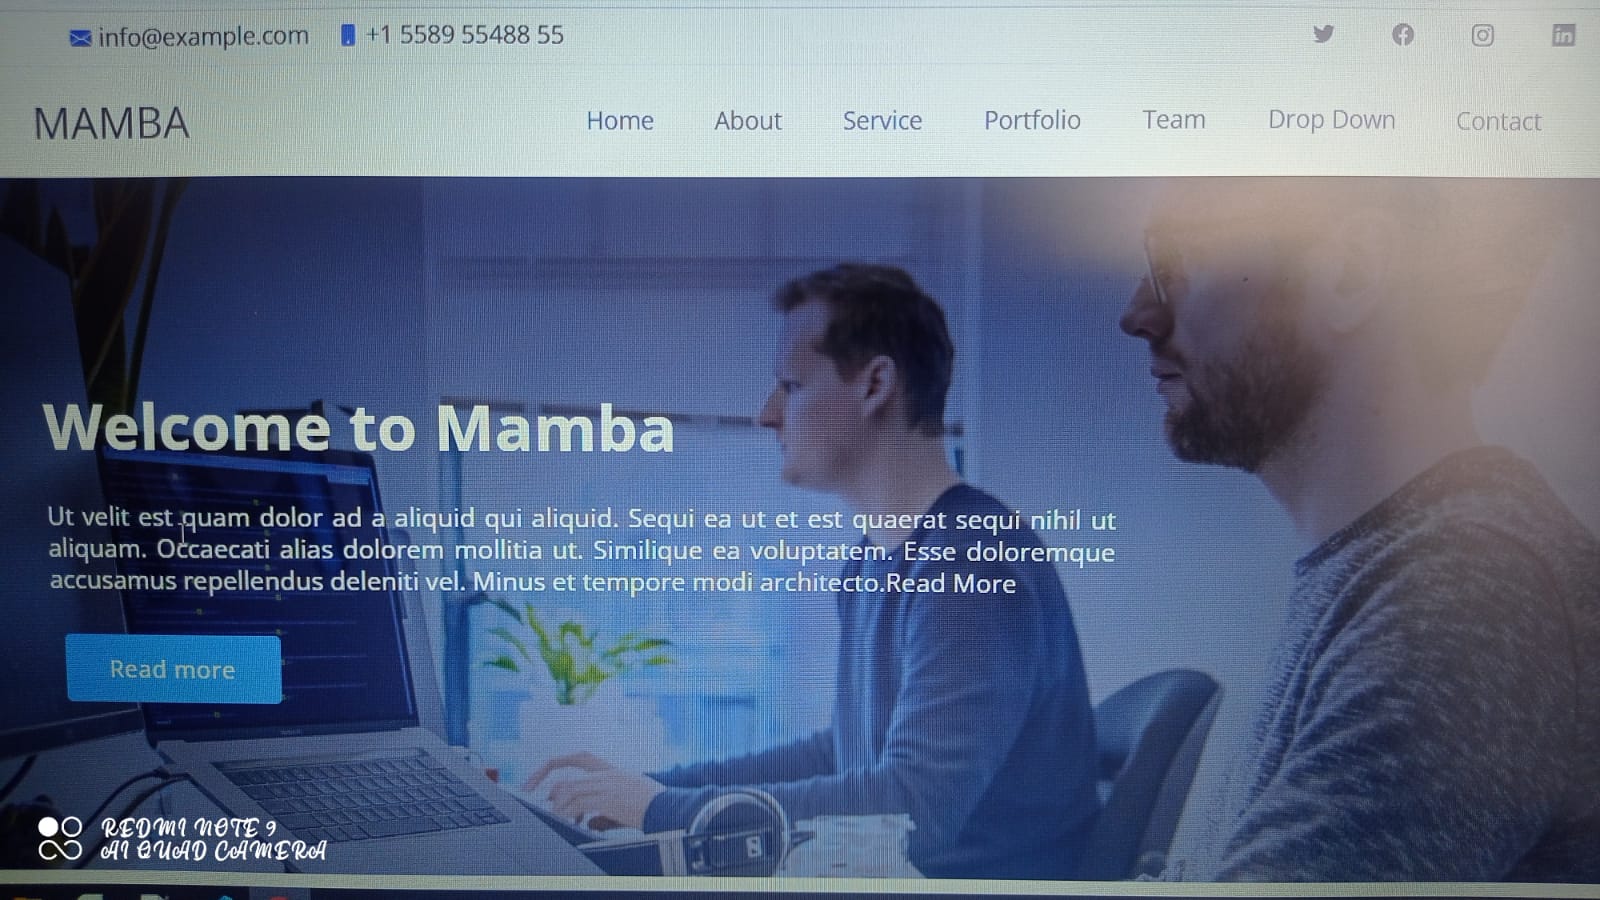 info@example.com +1 5589 55488 55
MAMBA Home About Service Portfolio Team Drop Down Contact
Welcome to Mamba
Ut velit est quam dolor ad a aliquid qui aliquid. Sequi ea ut et est quaerat sequi nihil ut
aliquam. Occaecati alias dolorem mollitia ut. Similique ea voluptatem. Esse doloremque
accusamus repellendus deleniti vel. Minus et tempore modi architecto.Read More
Read more
REDMI NOTE 9
AI QUAD CAMERA